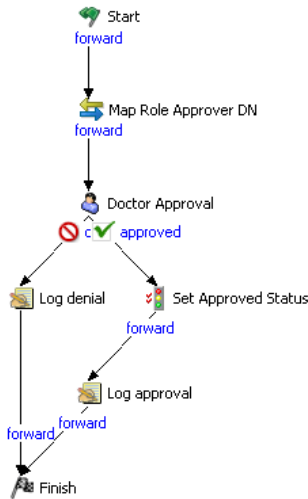 Start
forward
Map Role Approver DN
forward
Doctor Approval
approved
Log denial
Set Approved Status
forward
Log approval
forward
forward
Finish